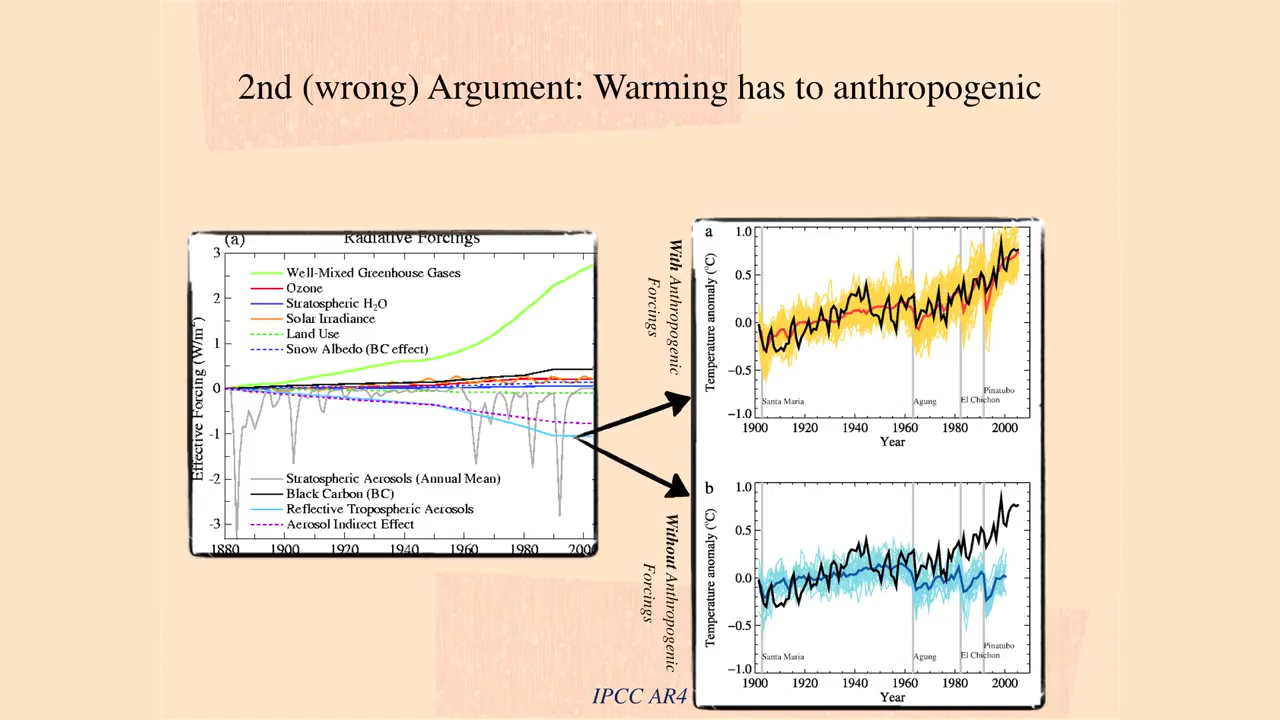 2nd (wrong) Argument: Warming has to anthropogenic
(a)
Radiative Forcings
Effective Forcing (W/m²)
3
2
1
0
-1
-2
-3
Well-Mixed Greenhouse Gases
Ozone
Stratospheric H₂O
Solar Irradiance
Land Use
Snow Albedo (BC effect)
Stratospheric Aerosols (Annual Mean)
Black Carbon (BC)
Reflective Tropospheric Aerosols
Aerosol Indirect Effect
1880 1900 1920 1940 1960 1980 2000
With Anthropogenic
Forcings
Without Anthropogenic
Forcings
a
Temperature anomaly (°C)
1.0
0.5
0.0
−0.5
−1.0
Santa Maria
Agung
El Chichon
Pinatubo
1900 1920 1940 1960 1980 2000
Year
b
Temperature anomaly (°C)
1.0
0.5
0.0
−0.5
−1.0
Santa Maria
Agung
El Chichon
Pinatubo
1900 1920 1940 1960 1980 2000
Year
IPCC AR4